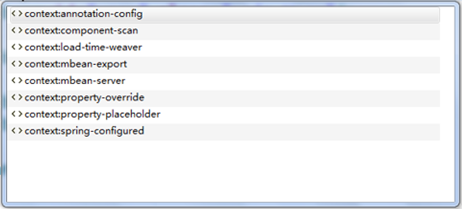 <> context:annotation-config
<> context:component-scan
<> context:load-time-weaver
<> context:mbean-export
<> context:mbean-server
<> context:property-override
<> context:property-placeholder
<> context:spring-configured